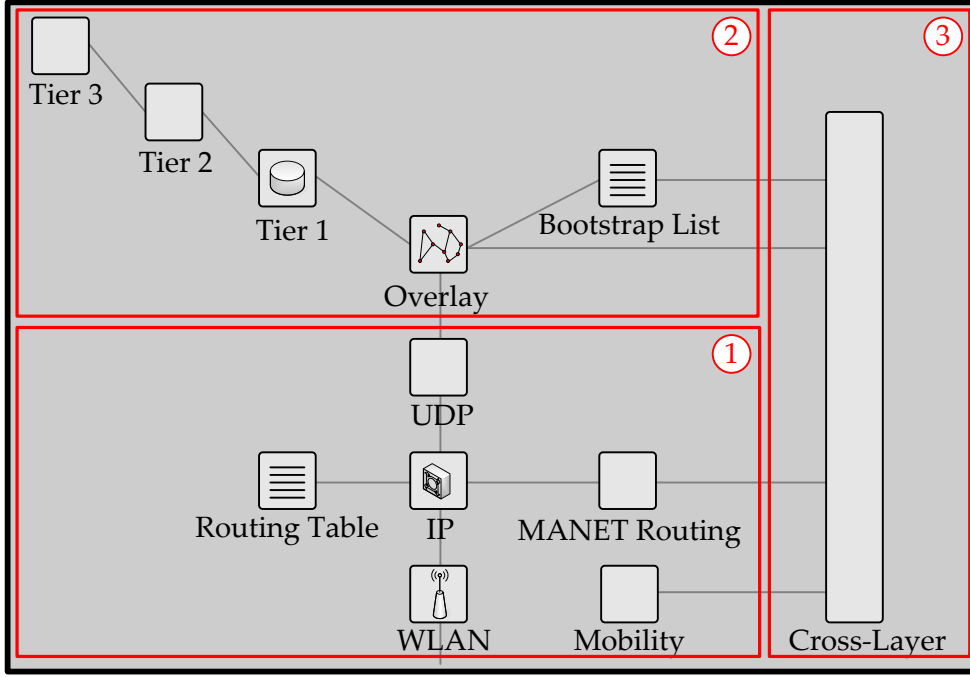 2
3
Tier 3
Tier 2
Tier 1
Bootstrap List
Overlay
1
UDP
Routing Table
IP
MANET Routing
WLAN
Mobility
Cross-Layer